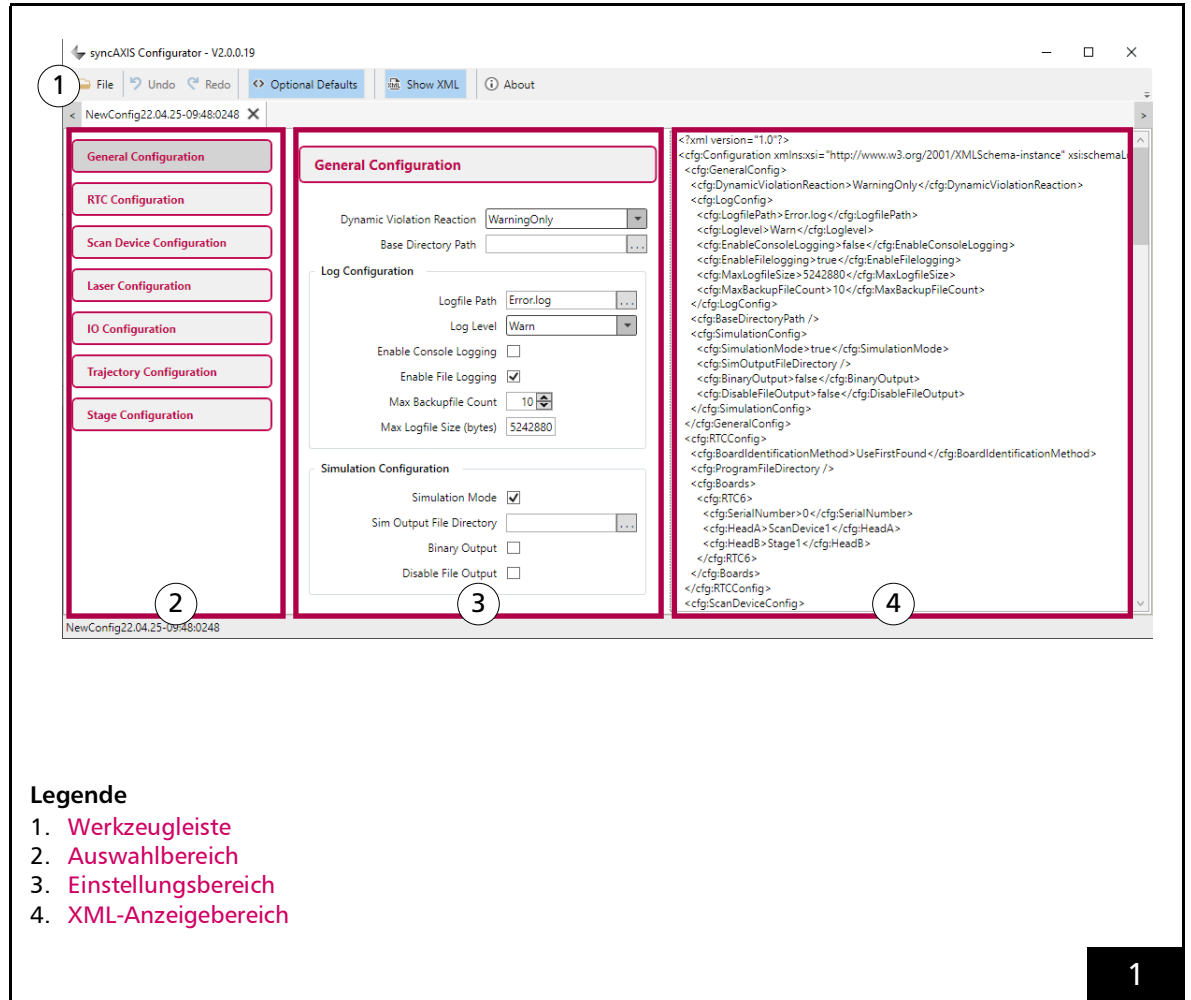 syncAXIS Configurator - V2.0.0.19
1 File Undo Redo Optional Defaults Show XML About
NewConfig22.04.25-09:48:0248
General Configuration
RTC Configuration
Scan Device Configuration
Laser Configuration
IO Configuration
Trajectory Configuration
Stage Configuration
2
General Configuration
Dynamic Violation Reaction WarningOnly
Base Directory Path ...
Log Configuration
Logfile Path Error.log ...
Log Level Warn
Enable Console Logging
Enable File Logging
Max Backupfile Count 10
Max Logfile Size (bytes) 5242880
Simulation Configuration
Simulation Mode
Sim Output File Directory ...
Binary Output
Disable File Output
3
<?xml version="1.0"?>
<cfg:Configuration xmlns:xsi="http://www.w3.org/2001/XMLSchema-instance" xsi:schemaL
<cfg:GeneralConfig>
<cfg:DynamicViolationReaction>WarningOnly</cfg:DynamicViolationReaction>
<cfg:LogConfig>
<cfg:LogfilePath>Error.log</cfg:LogfilePath>
<cfg:Loglevel>Warn</cfg:Loglevel>
<cfg:EnableConsoleLogging>false</cfg:EnableConsoleLogging>
<cfg:EnableFilelogging>true</cfg:EnableFilelogging>
<cfg:MaxLogfileSize>5242880</cfg:MaxLogfileSize>
<cfg:MaxBackupFileCount>10</cfg:MaxBackupFileCount>
</cfg:LogConfig>
<cfg:BaseDirectoryPath />
<cfg:SimulationConfig>
<cfg:SimulationMode>true</cfg:SimulationMode>
<cfg:SimOutputFileDirectory />
<cfg:BinaryOutput>false</cfg:BinaryOutput>
<cfg:DisableFileOutput>false</cfg:DisableFileOutput>
</cfg:SimulationConfig>
</cfg:GeneralConfig>
<cfg:RTCConfig>
<cfg:BoardIdentificationMethod>UseFirstFound</cfg:BoardIdentificationMethod>
<cfg:ProgramFileDirectory />
<cfg:Boards>
<cfg:RTC6>
<cfg:SerialNumber>0</cfg:SerialNumber>
<cfg:HeadA>ScanDevice1</cfg:HeadA>
<cfg:HeadB>Stage1</cfg:HeadB>
</cfg:RTC6>
</cfg:Boards>
</cfg:RTCConfig>
<cfg:ScanDeviceConfig>
4
NewConfig22.04.25-09:48:0248
Legende
1. Werkzeugleiste
2. Auswahlbereich
3. Einstellungsbereich
4. XML-Anzeigebereich
1